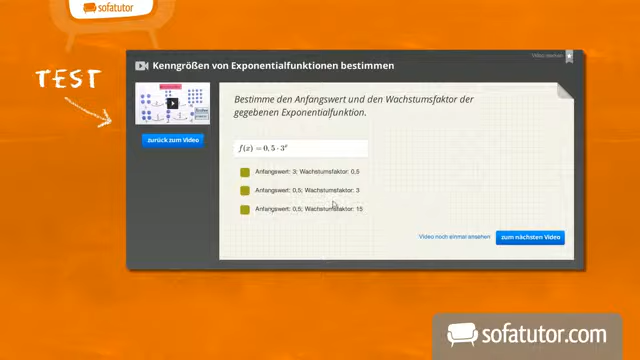 sofatutor
Video merken
Kenngrößen von Exponentialfunktionen bestimmen
TEST
Bestimme den Anfangswert und den Wachstumsfaktor der
gegebenen Exponentialfunktion.
zurück zum Video
f(x) = 0,5 · 3ˣ
Anfangswert: 3; Wachstumsfaktor: 0,5
Anfangswert: 0,5; Wachstumsfaktor: 3
Anfangswert: 0,5; Wachstumsfaktor: 15
Video noch einmal ansehen
zum nächsten Video
sofatutor.com